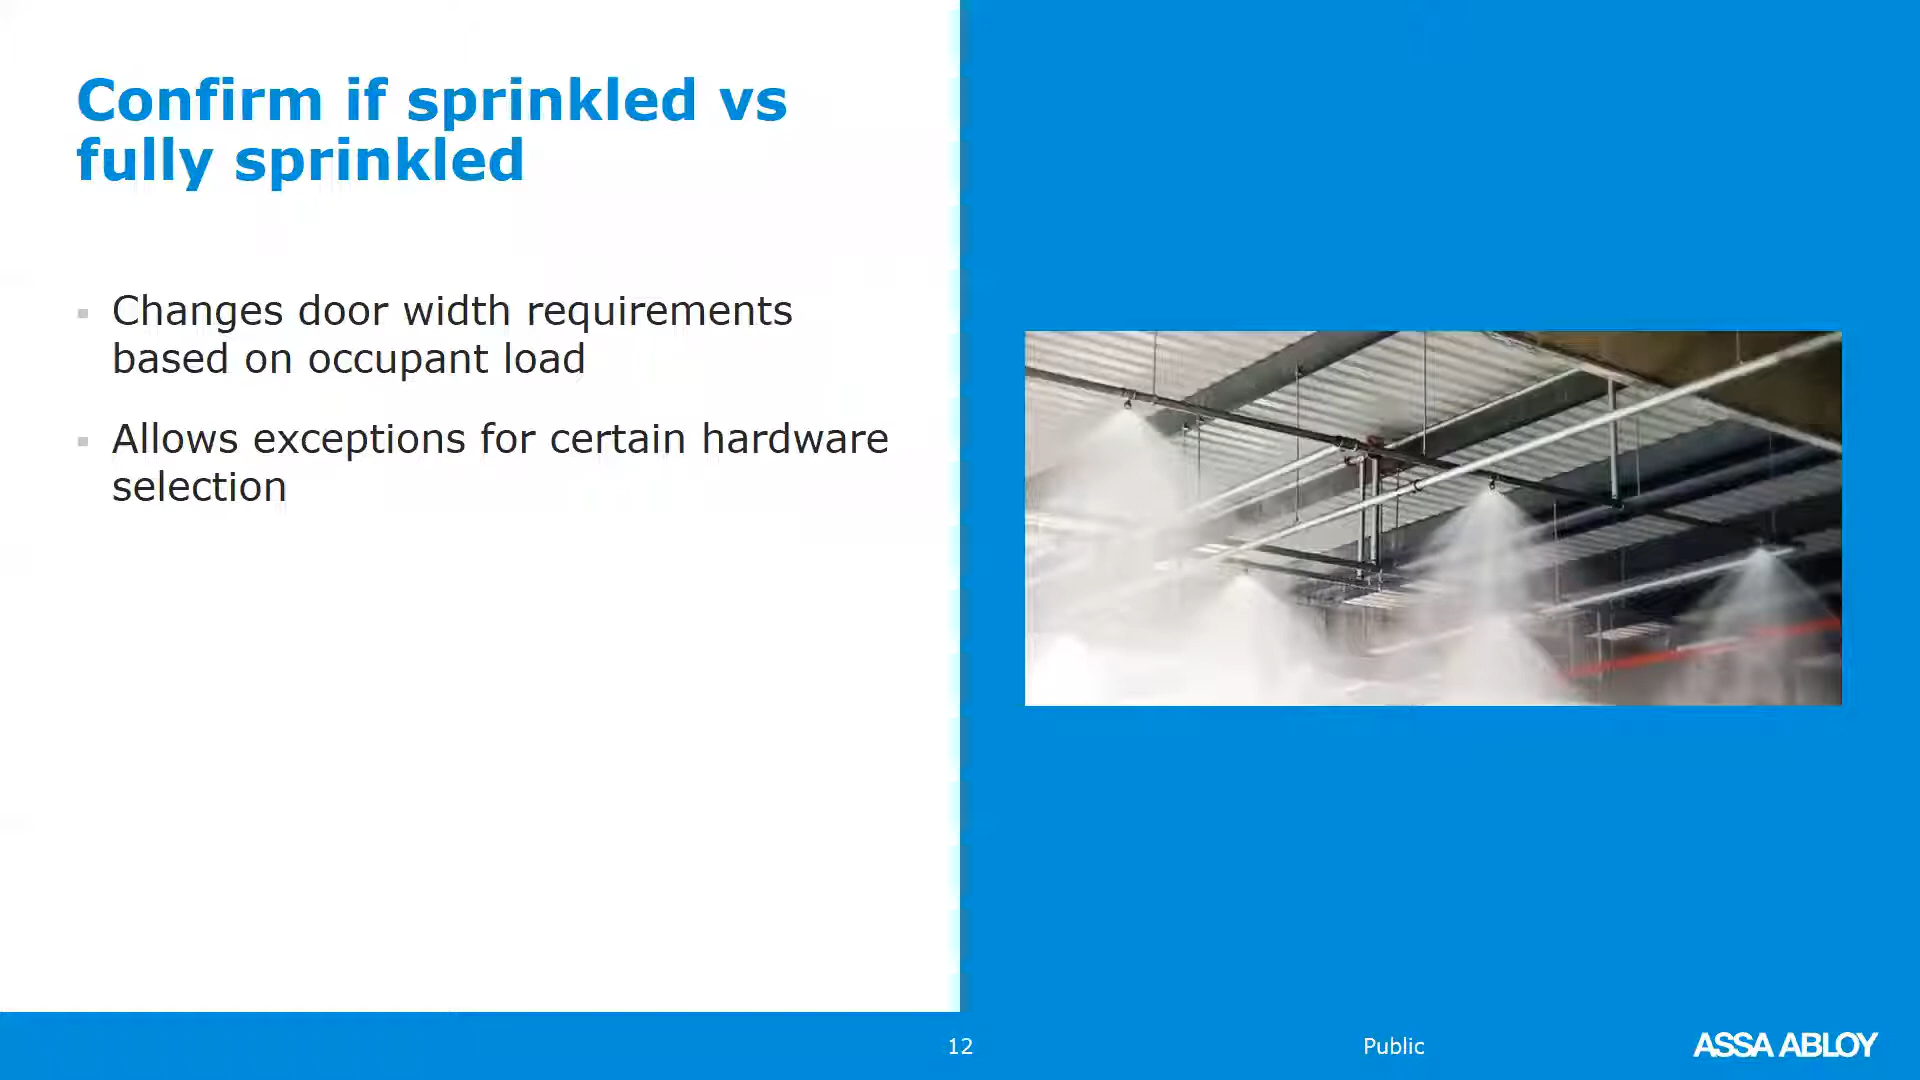 Confirm if sprinkled vs
fully sprinkled
Changes door width requirements
based on occupant load
Allows exceptions for certain hardware
selection
12
Public
ASSA ABLOY